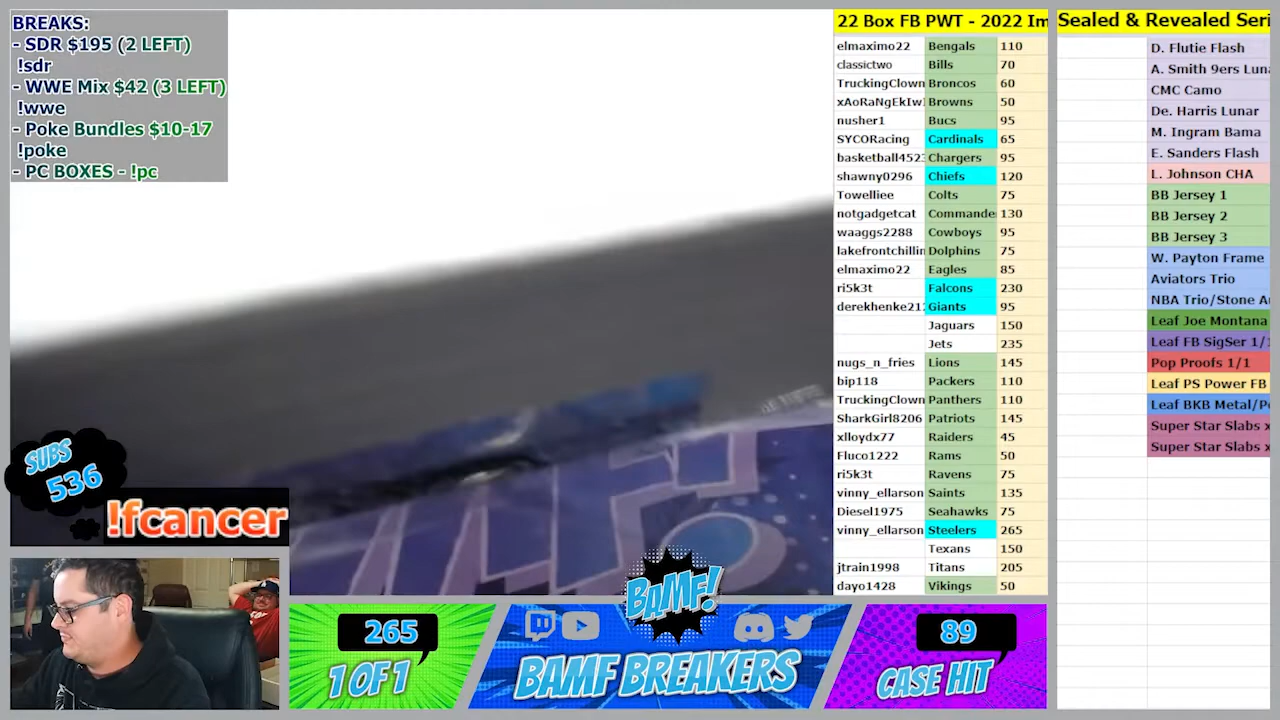 BREAKS:
- SDR $195 (2 LEFT)
!sdr
- WWE Mix $42 (3 LEFT)
!wwe
- Poke Bundles $10-17
!poke
- PC BOXES - !pc
22 Box FB PWT - 2022 Im
elmaximo22 Bengals 110
classictwo Bills 70
TruckingClown Broncos 60
xAoRaNgEkIw Browns 50
nusher1 Bucs 95
SYCORacing Cardinals 65
basketball452 Chargers 95
shawny0296 Chiefs 120
Towelliee Colts 75
notgadgetcat Commande 130
waaggs2288 Cowboys 95
lakefrontchillin Dolphins 75
elmaximo22 Eagles 85
ri5k3t Falcons 230
derekhenke21 Giants 95
Jaguars 150
Jets 235
nugs_n_fries Lions 145
bip118 Packers 110
TruckingClown Panthers 110
SharkGirl8206 Patriots 145
xlloydx77 Raiders 45
Fluco1222 Rams 50
ri5k3t Ravens 75
vinny_ellarson Saints 135
Diesel1975 Seahawks 75
vinny_ellarson Steelers 265
Texans 150
jtrain1998 Titans 205
dayo1428 Vikings 50
Sealed & Revealed Seri
D. Flutie Flash
A. Smith 9ers Luna
CMC Camo
De. Harris Lunar
M. Ingram Bama
E. Sanders Flash
L. Johnson CHA
BB Jersey 1
BB Jersey 2
BB Jersey 3
W. Payton Frame
Aviators Trio
NBA Trio/Stone A
Leaf Joe Montana
Leaf FB SigSer 1/
Pop Proofs 1/1
Leaf PS Power FB
Leaf BKB Metal/P
Super Star Slabs x
Super Star Slabs x
SUBS
536
!fcancer
BAMF!
265
1 OF 1
BAMF BREAKERS
89
CASE HIT